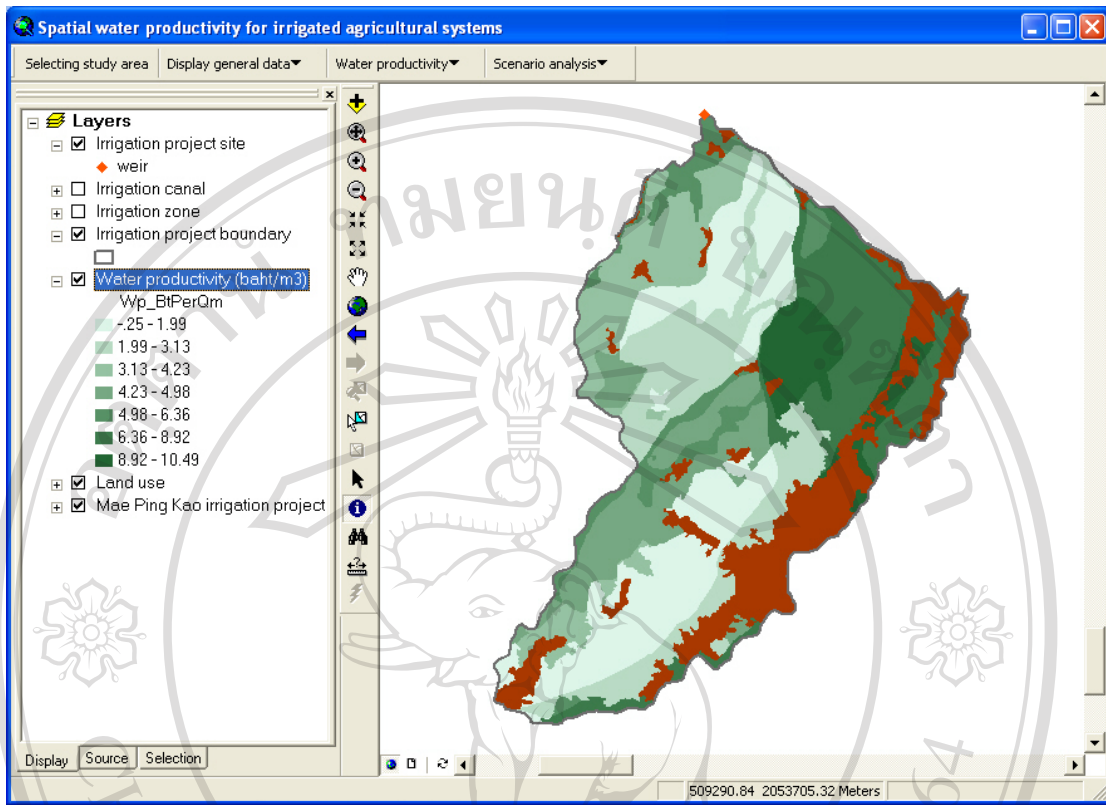 Spatial water productivity for irrigated agricultural systems
Selecting study area Display general data▼ Water productivity▼ Scenario analysis▼
Layers
Irrigation project site
weir
Irrigation canal
Irrigation zone
Irrigation project boundary
Water productivity (baht/m3)
Wp_BtPerQm
-.25 - 1.99
1.99 - 3.13
3.13 - 4.23
4.23 - 4.98
4.98 - 6.36
6.36 - 8.92
8.92 - 10.49
Land use
Mae Ping Kao irrigation project
Display Source Selection
509290.84 2053705.32 Meters
64